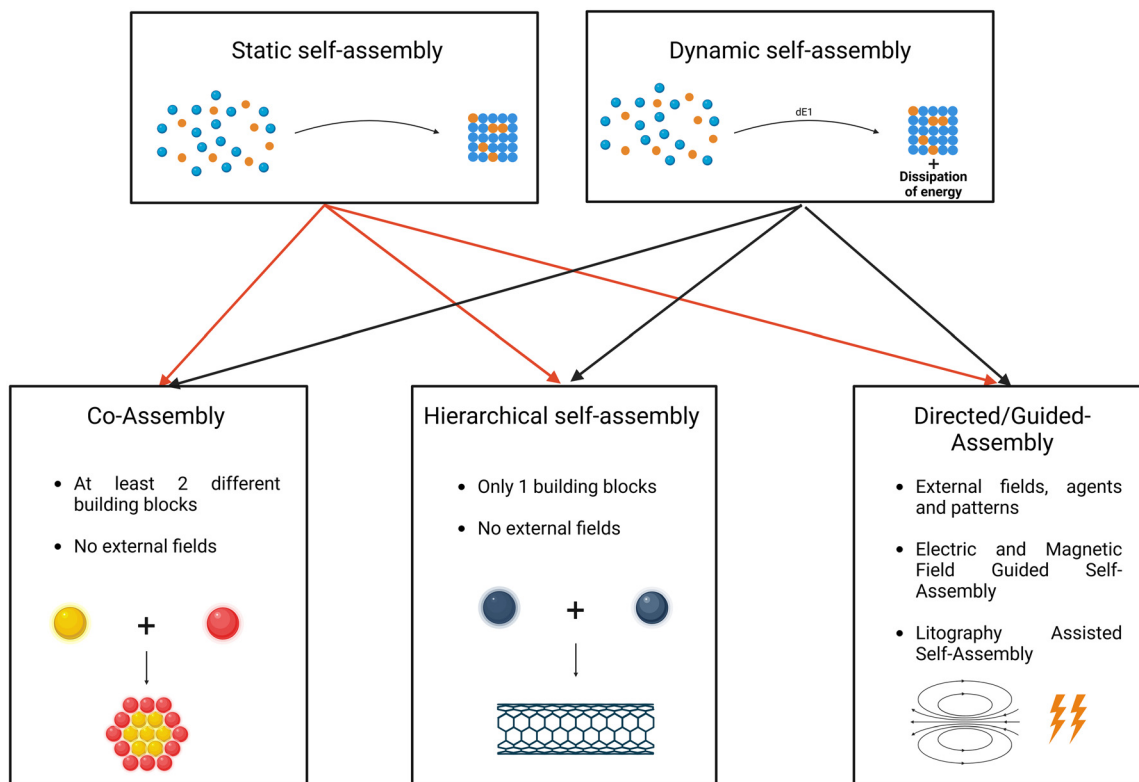 Static self-assembly
Dynamic self-assembly
dE1
+
Dissipation
of energy
Co-Assembly
• At least 2 different
building blocks
• No external fields
+
Hierarchical self-assembly
• Only 1 building blocks
• No external fields
+
Directed/Guided-
Assembly
• External fields, agents
and patterns
• Electric and Magnetic
Field Guided Self-
Assembly
• Litography Assisted
Self-Assembly